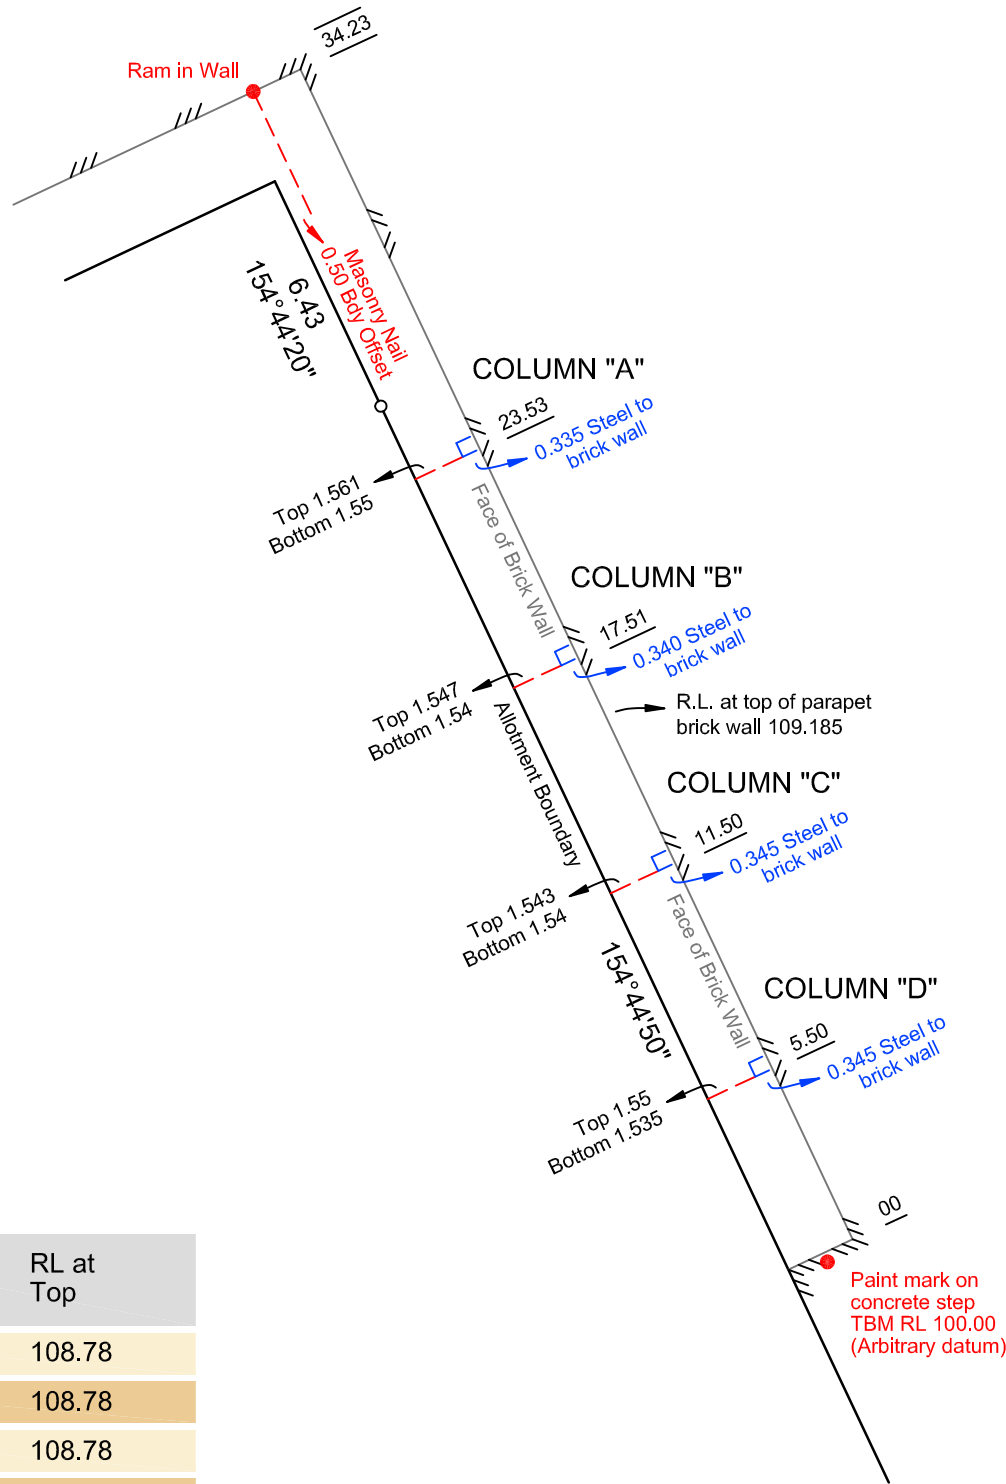 34.23
Ram in Wall
Masonry Nail
0.50 Bdy Offset
6.43
154°44'20"
COLUMN "A"
23.53
0.335 Steel to
brick wall
Top 1.561
Bottom 1.55
Face of Brick Wall
COLUMN "B"
17.51
0.340 Steel to
brick wall
Top 1.547
Bottom 1.54
R.L. at top of parapet
brick wall 109.185
Allotment Boundary
COLUMN "C"
11.50
0.345 Steel to
brick wall
Top 1.543
Bottom 1.54
Face of Brick Wall
154°44'50"
COLUMN "D"
5.50
0.345 Steel to
brick wall
Top 1.55
Bottom 1.535
00
Paint mark on
concrete step
TBM RL 100.00
(Arbitrary datum)
RL at
Top
108.78
108.78
108.78